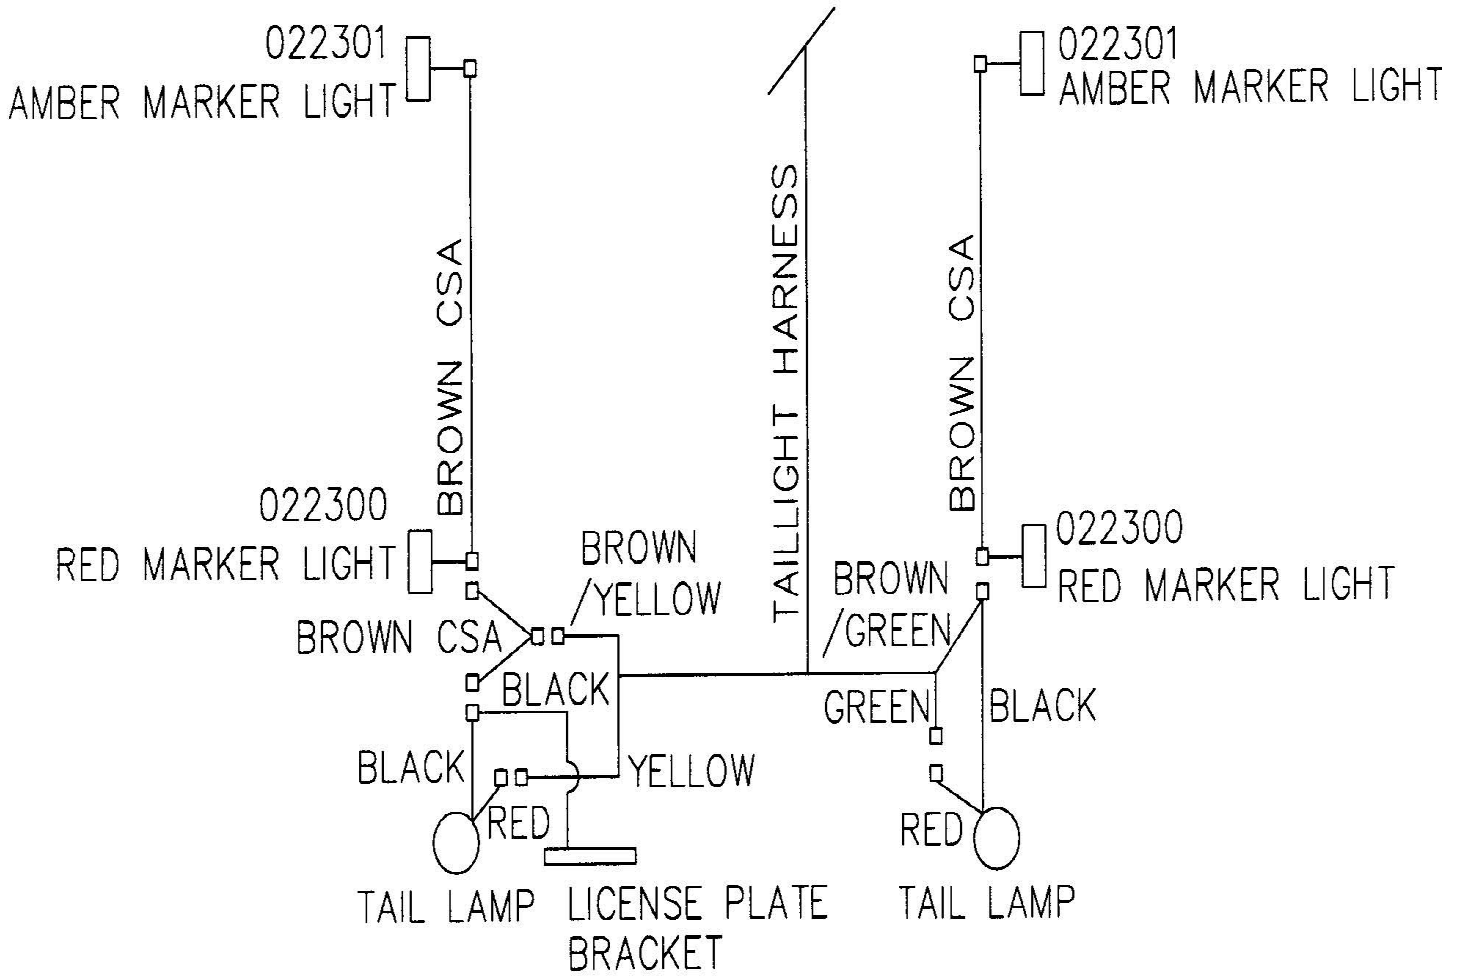 022301
AMBER MARKER LIGHT
022301
AMBER MARKER LIGHT
BROWN CSA
TAILLIGHT HARNESS
BROWN CSA
022300
RED MARKER LIGHT
BROWN
/YELLOW
BROWN
/GREEN
022300
RED MARKER LIGHT
BROWN CSA
BLACK
GREEN
BLACK
BLACK
YELLOW
RED
RED
TAIL LAMP
LICENSE PLATE
BRACKET
TAIL LAMP